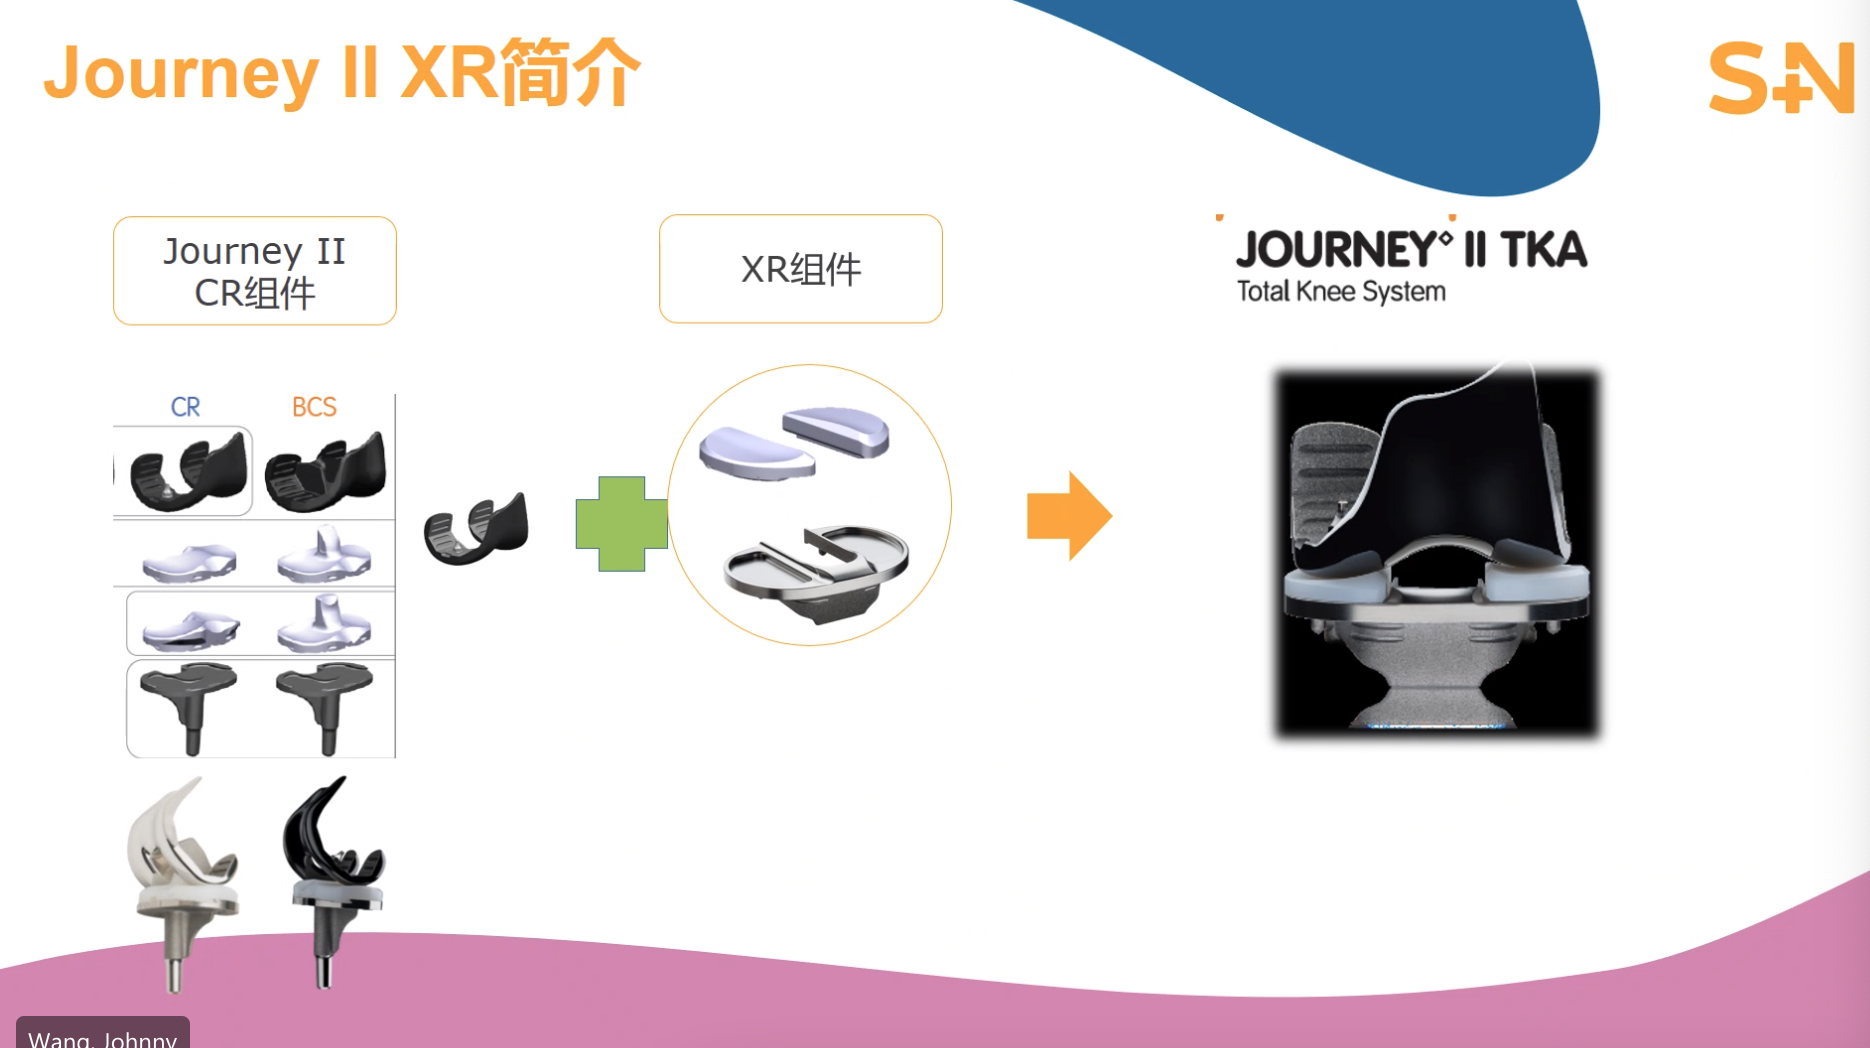 Journey II XR简介
S+N
Journey II
CR组件
XR组件
JOURNEY◇ II TKA
Total Knee System
CR
BCS
Wang, Johnny